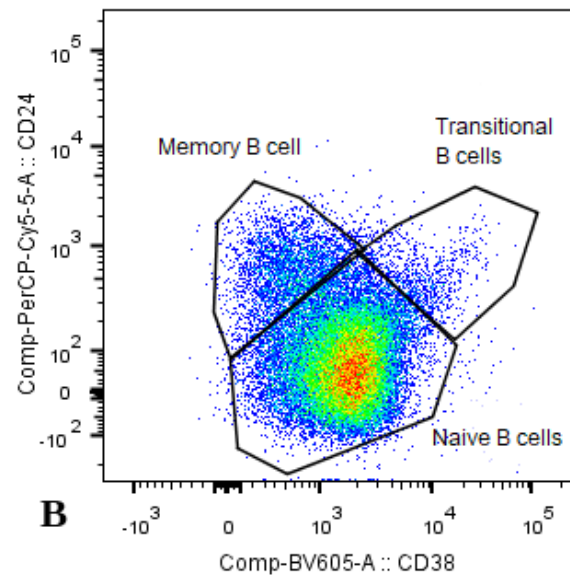 10^5
Memory B cell
Transitional
B cells
10^4
10^3
10^2
0
-10^2
Comp-PerCP-Cy5-5-A :: CD24
Naive B cells
B
-10^3
0
10^3
10^4
10^5
Comp-BV605-A :: CD38